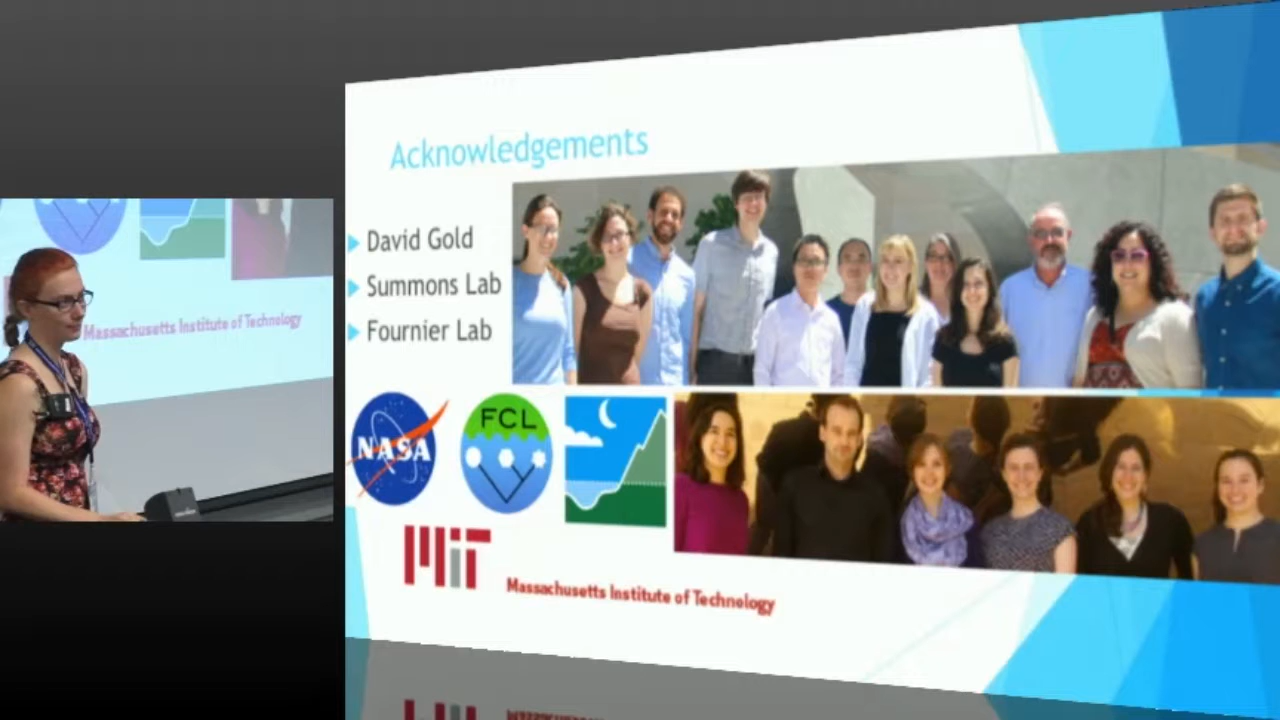 Acknowledgements
David Gold
Summons Lab
Fournier Lab
NASA
FCL
MIT
Massachusetts Institute of Technology
Massachusetts Institute of Technology